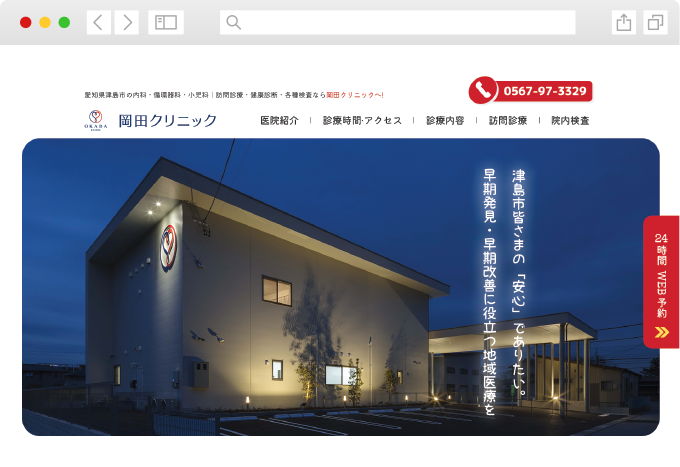 愛知県津島市の内科・循環器科・小児科｜訪問診療・健康診断・各種検査なら岡田クリニックへ!
0567-97-3329
OKADA
岡田クリニック
医院紹介 | 診療時間・アクセス | 診療内容 | 訪問診療 | 院内検査
津島市皆さまの「安心」でありたい。
早期発見・早期改善に役立つ地域医療を
24時間 WEB予約